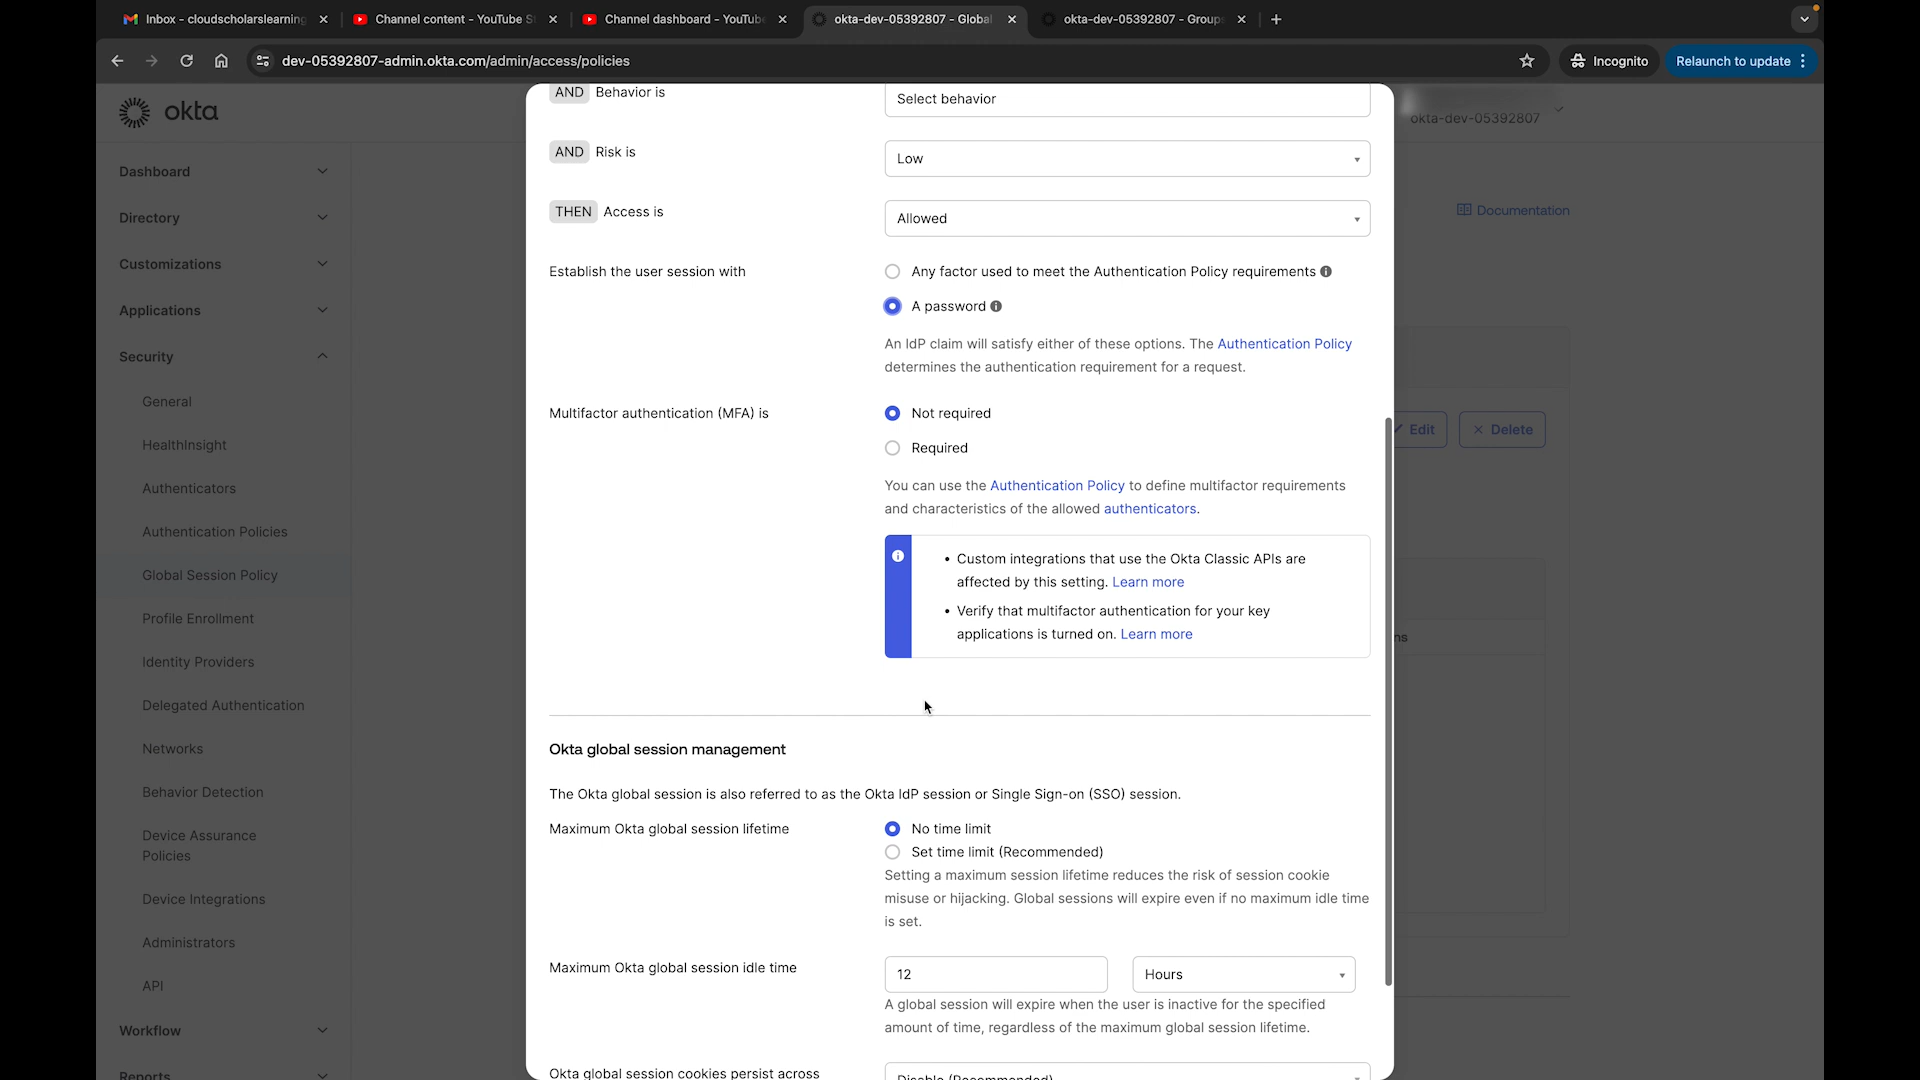 Inbox - cloudscholarslearning
Channel content - YouTube S
Channel dashboard - YouTube
okta-dev-05392807 - Global
okta-dev-05392807 - Groups
dev-05392807-admin.okta.com/admin/access/policies
Incognito
Relaunch to update
okta
okta-dev-05392807
Dashboard
Directory
Customizations
Applications
Security
General
HealthInsight
Authenticators
Authentication Policies
Global Session Policy
Profile Enrollment
Identity Providers
Delegated Authentication
Networks
Behavior Detection
Device Assurance
Policies
Device Integrations
Administrators
API
Workflow
Reports
Documentation
Edit
Delete
ns
AND Behavior is
Select behavior
AND Risk is
Low
THEN Access is
Allowed
Establish the user session with
Any factor used to meet the Authentication Policy requirements
A password
An IdP claim will satisfy either of these options. The Authentication Policy
determines the authentication requirement for a request.
Multifactor authentication (MFA) is
Not required
Required
You can use the Authentication Policy to define multifactor requirements
and characteristics of the allowed authenticators.
• Custom integrations that use the Okta Classic APIs are
affected by this setting. Learn more
• Verify that multifactor authentication for your key
applications is turned on. Learn more
Okta global session management
The Okta global session is also referred to as the Okta IdP session or Single Sign-on (SSO) session.
Maximum Okta global session lifetime
No time limit
Set time limit (Recommended)
Setting a maximum session lifetime reduces the risk of session cookie
misuse or hijacking. Global sessions will expire even if no maximum idle time
is set.
Maximum Okta global session idle time
12
Hours
A global session will expire when the user is inactive for the specified
amount of time, regardless of the maximum global session lifetime.
Okta global session cookies persist across
Disable (Recommended)